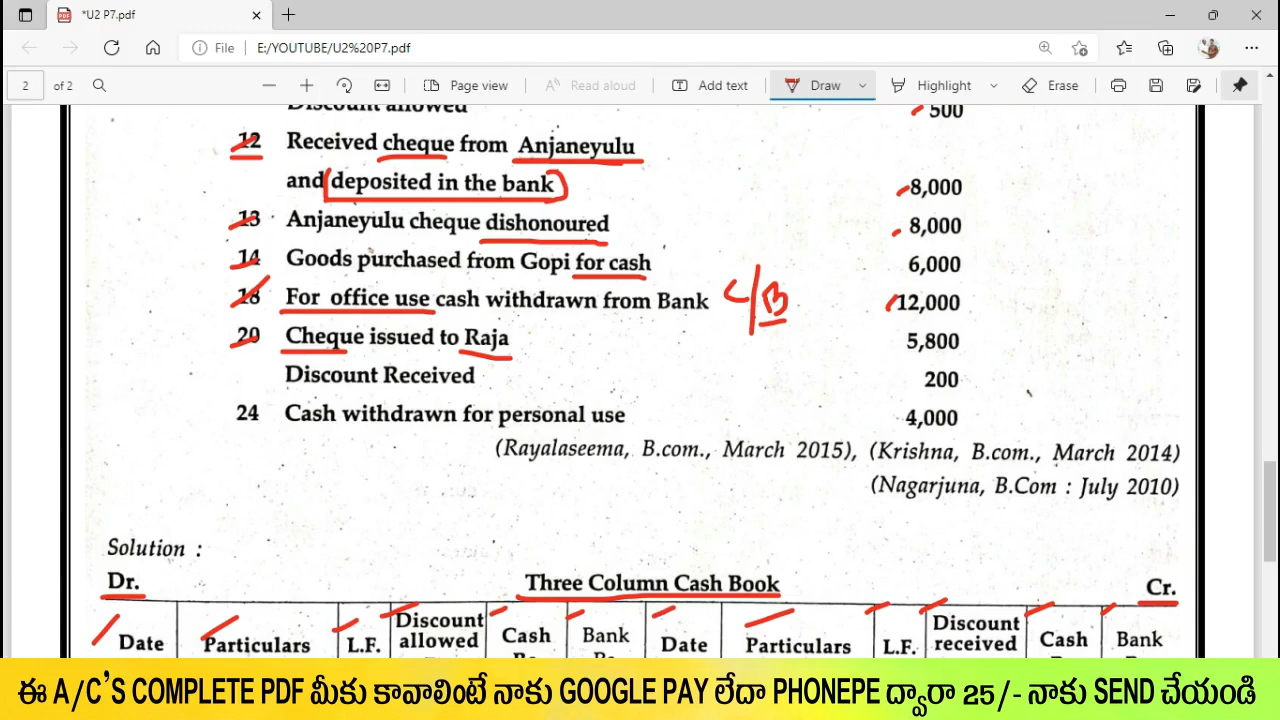 *U2 P7.pdf
File E:/YOUTUBE/U2%20P7.pdf
2 of 2 Page view Read aloud Add text Draw Highlight Erase
Discount allowed 500
12 Received cheque from Anjaneyulu
and deposited in the bank 8,000
13 Anjaneyulu cheque dishonoured 8,000
14 Goods purchased from Gopi for cash 6,000
18 For office use cash withdrawn from Bank C/B 12,000
20 Cheque issued to Raja 5,800
Discount Received 200
24 Cash withdrawn for personal use 4,000
(Rayalaseema, B.com., March 2015), (Krishna, B.com., March 2014)
(Nagarjuna, B.Com : July 2010)
Solution :
Dr. Three Column Cash Book Cr.
Date Particulars L.F. Discount allowed Cash Bank Date Particulars L.F. Discount received Cash Bank
ఈ A/C'S COMPLETE PDF మీకు కావాలింటే నాకు GOOGLE PAY లేదా PHONEPE ద్వారా 25/- నాకు SEND చేయండి